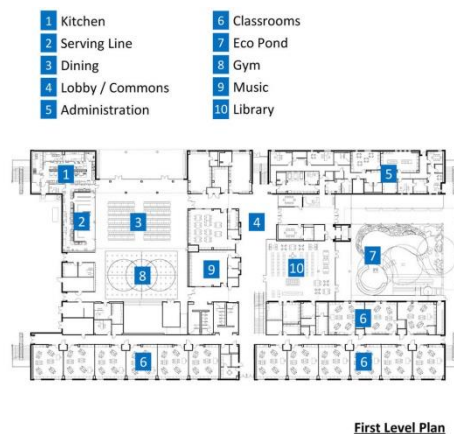 1 Kitchen
2 Serving Line
3 Dining
4 Lobby / Commons
5 Administration
6 Classrooms
7 Eco Pond
8 Gym
9 Music
10 Library
1
5
2
3
4
7
8
9
10
6
6
6
First Level Plan